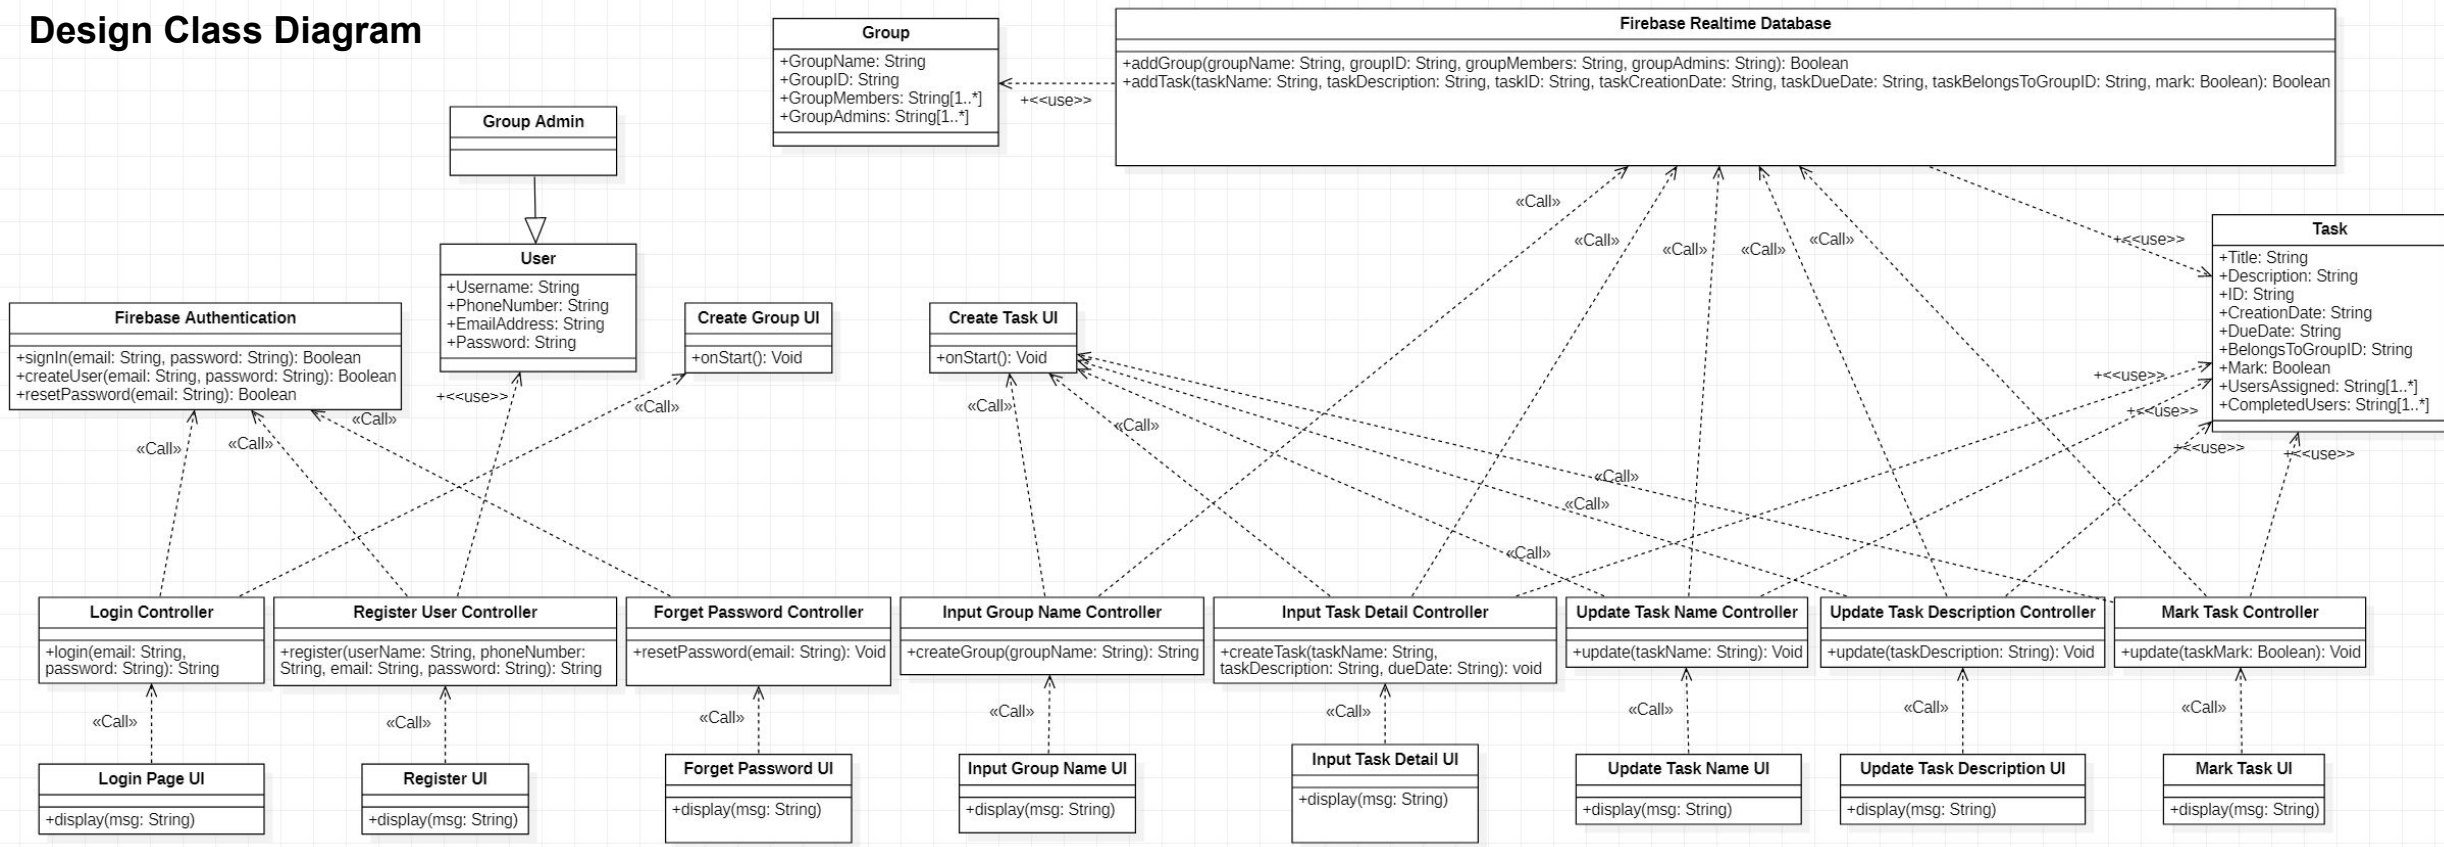 Design Class Diagram
Group
+GroupName: String
+GroupID: String
+GroupMembers: String[1..*]
+GroupAdmins: String[1..*]
+<<use>>
Firebase Realtime Database
+addGroup(groupName: String, groupID: String, groupMembers: String, groupAdmins: String): Boolean
+addTask(taskName: String, taskDescription: String, taskID: String, taskCreationDate: String, taskDueDate: String, taskBelongsToGroupID: String, mark: Boolean): Boolean
Group Admin
User
+Username: String
+PhoneNumber: String
+EmailAddress: String
+Password: String
+<<use>>
Firebase Authentication
+signIn(email: String, password: String): Boolean
+createUser(email: String, password: String): Boolean
+resetPassword(email: String): Boolean
«Call»
«Call»
«Call»
Create Group UI
+onStart(): Void
«Call»
Create Task UI
+onStart(): Void
«Call»
«Call»
«Call»
«Call»
«Call»
«Call»
«Call»
«Call»
«Call»
«Call»
+<<use>>
Task
+Title: String
+Description: String
+ID: String
+CreationDate: String
+DueDate: String
+BelongsToGroupID: String
+Mark: Boolean
+UsersAssigned: String[1..*]
+CompletedUsers: String[1..*]
+<<use>>
+<<use>>
+<<use>>
+<<use>>
Login Controller
+login(email: String,
password: String): String
Register User Controller
+register(userName: String, phoneNumber:
String, email: String, password: String): String
Forget Password Controller
+resetPassword(email: String): Void
Input Group Name Controller
+createGroup(groupName: String): String
Input Task Detail Controller
+createTask(taskName: String,
taskDescription: String, dueDate: String): void
Update Task Name Controller
+update(taskName: String): Void
Update Task Description Controller
+update(taskDescription: String): Void
Mark Task Controller
+update(taskMark: Boolean): Void
«Call»
«Call»
«Call»
«Call»
«Call»
«Call»
«Call»
«Call»
Login Page UI
+display(msg: String)
Register UI
+display(msg: String)
Forget Password UI
+display(msg: String)
Input Group Name UI
+display(msg: String)
Input Task Detail UI
+display(msg: String)
Update Task Name UI
+display(msg: String)
Update Task Description UI
+display(msg: String)
Mark Task UI
+display(msg: String)